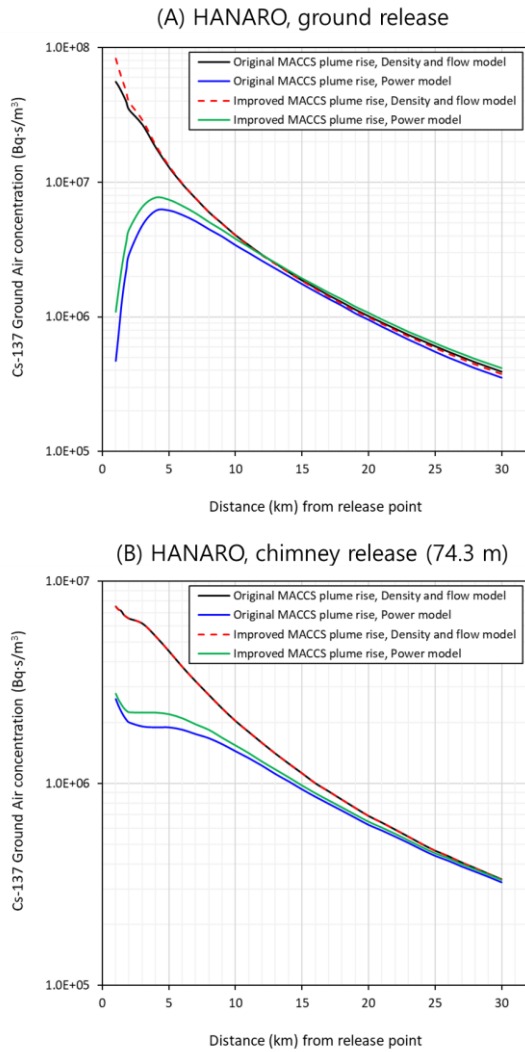 (A) HANARO, ground release
1.0E+08
Original MACCS plume rise, Density and flow model
Original MACCS plume rise, Power model
Improved MACCS plume rise, Density and flow model
Improved MACCS plume rise, Power model
1.0E+07
Cs-137 Ground Air concentration (Bq·s/m³)
1.0E+06
1.0E+05
0 5 10 15 20 25 30
Distance (km) from release point
(B) HANARO, chimney release (74.3 m)
1.0E+07
Original MACCS plume rise, Density and flow model
Original MACCS plume rise, Power model
Improved MACCS plume rise, Density and flow model
Improved MACCS plume rise, Power model
Cs-137 Ground Air concentration (Bq·s/m³)
1.0E+06
1.0E+05
0 5 10 15 20 25 30
Distance (km) from release point